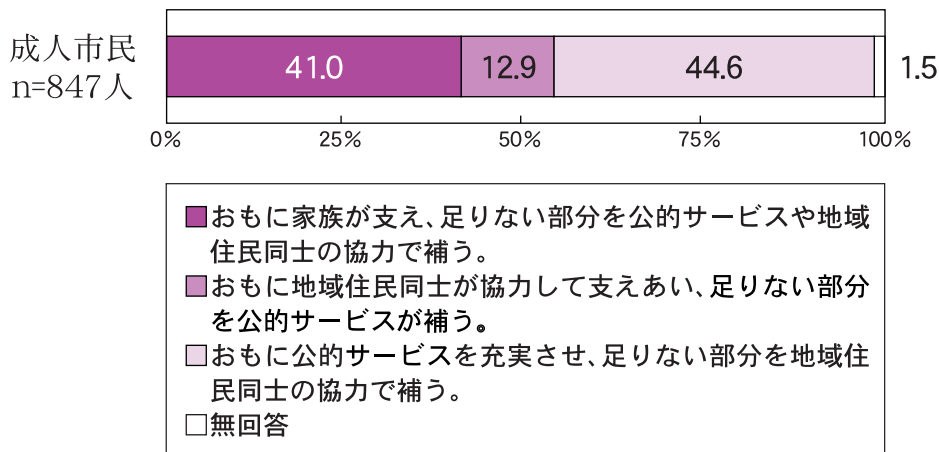 成人市民
n=847人
41.0
12.9
44.6
1.5
0%
25%
50%
75%
100%
■おもに家族が支え、足りない部分を公的サービスや地域
住民同士の協力で補う。
■おもに地域住民同士が協力して支えあい、足りない部分
を公的サービスが補う。
■おもに公的サービスを充実させ、足りない部分を地域住
民同士の協力で補う。
□無回答